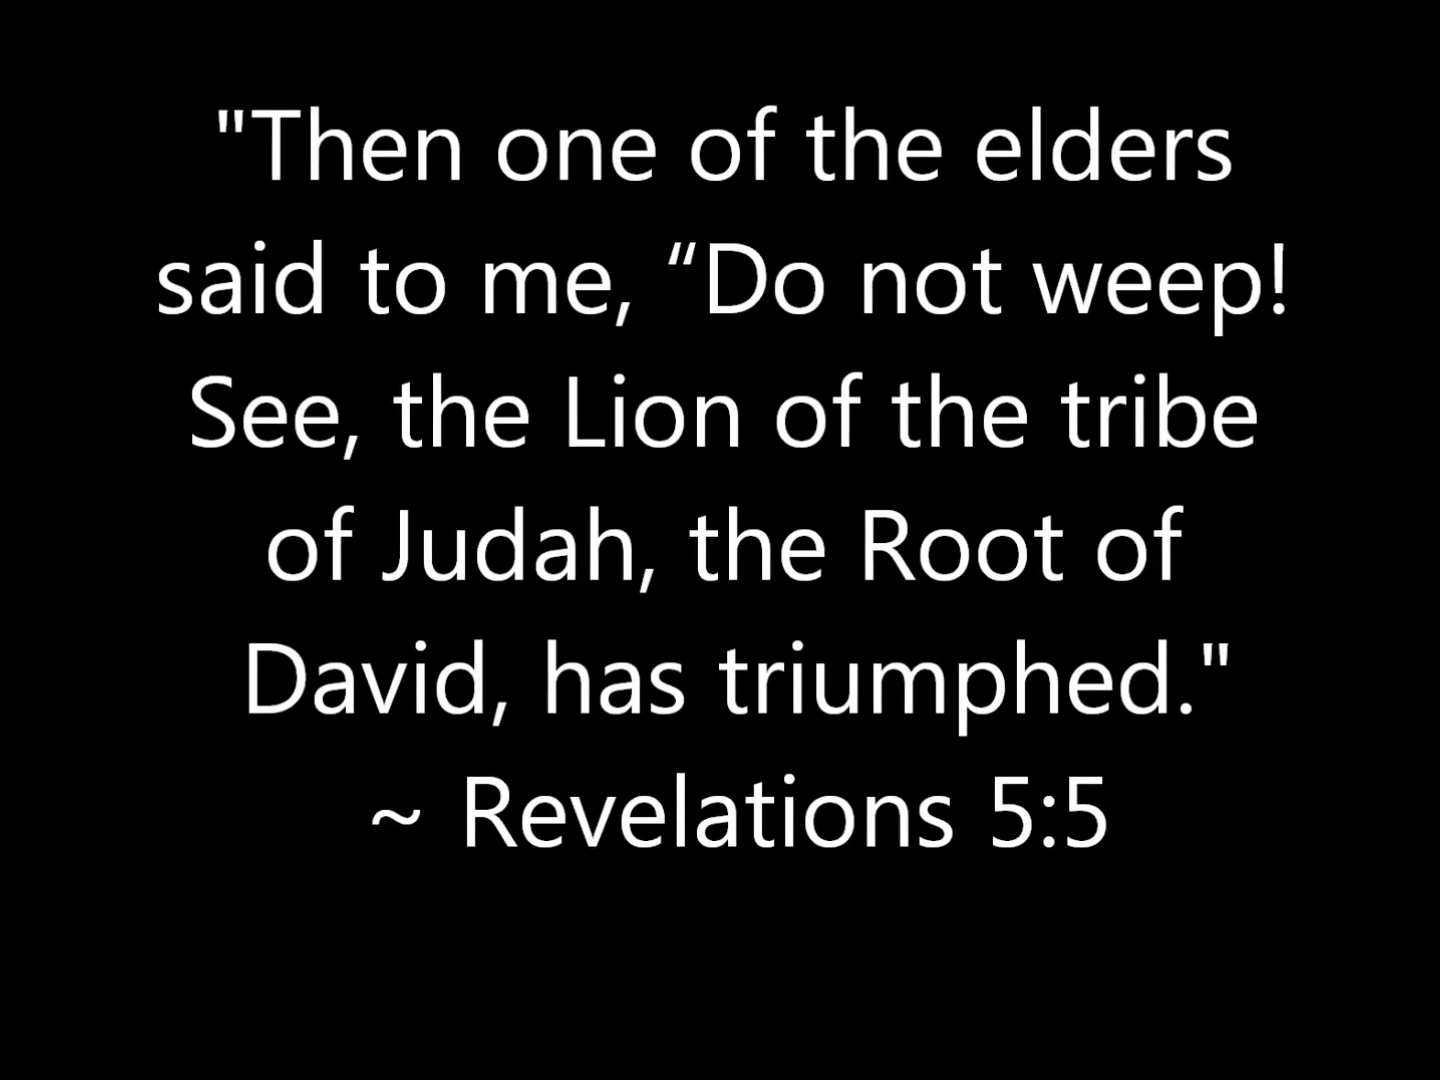 "Then one of the elders
said to me, “Do not weep!
See, the Lion of the tribe
of Judah, the Root of
David, has triumphed."
~ Revelations 5:5